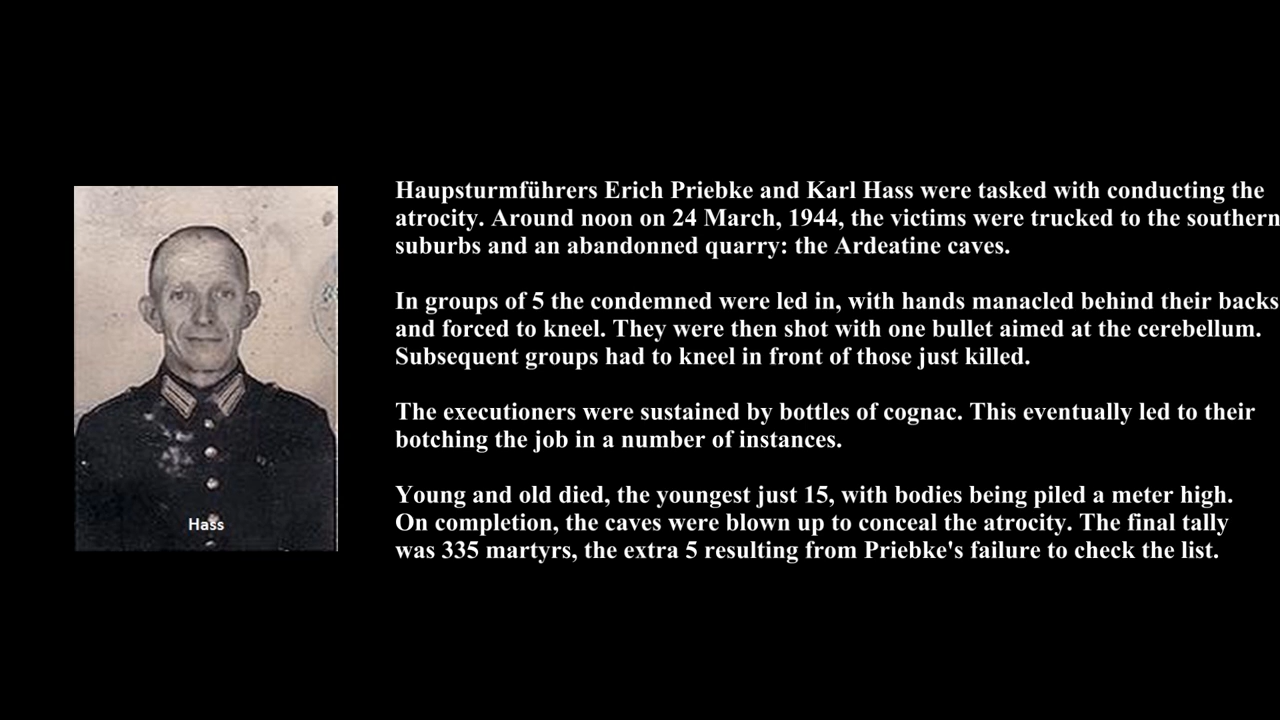 Haupsturmführers Erich Priebke and Karl Hass were tasked with conducting the
atrocity. Around noon on 24 March, 1944, the victims were trucked to the southern
suburbs and an abandonned quarry: the Ardeatine caves.
In groups of 5 the condemned were led in, with hands manacled behind their backs
and forced to kneel. They were then shot with one bullet aimed at the cerebellum.
Subsequent groups had to kneel in front of those just killed.
The executioners were sustained by bottles of cognac. This eventually led to their
botching the job in a number of instances.
Young and old died, the youngest just 15, with bodies being piled a meter high.
On completion, the caves were blown up to conceal the atrocity. The final tally
was 335 martyrs, the extra 5 resulting from Priebke's failure to check the list.
Hass